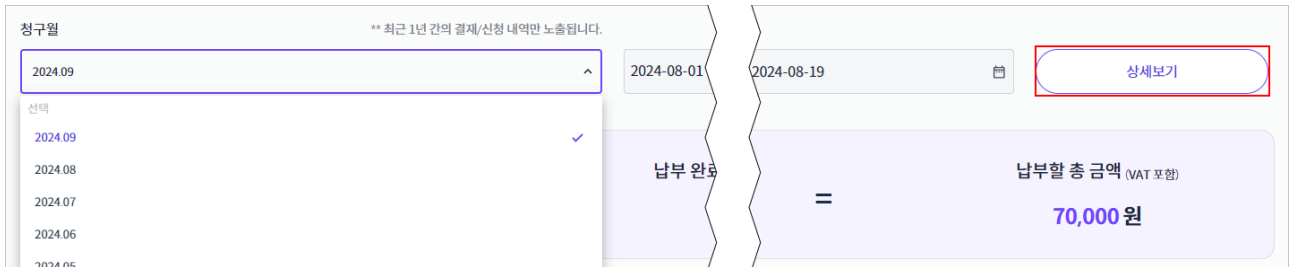 청구월
** 최근 1년 간의 결제/신청 내역만 노출됩니다.
2024.09
2024-08-01
2024-08-19
상세보기
선택
2024.09
2024.08
2024.07
2024.06
2024.05
납부 완료
=
납부할 총 금액 (VAT 포함)
70,000 원